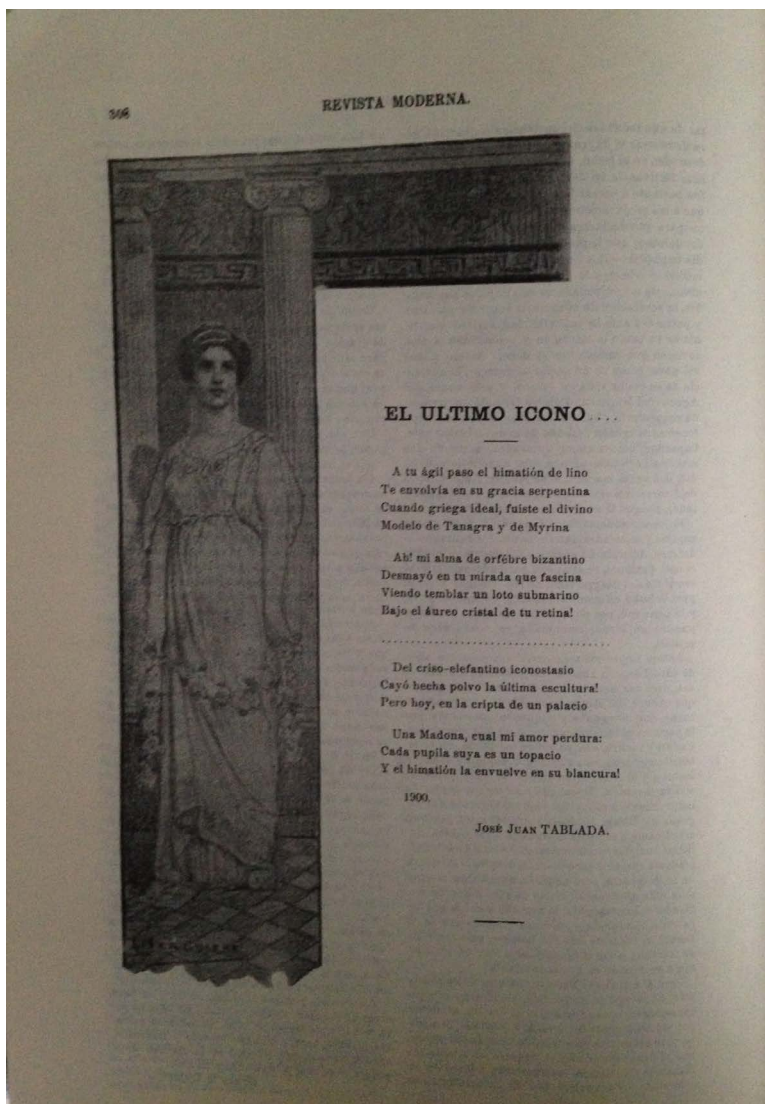 308
REVISTA MODERNA.
EL ULTIMO ICONO....
A tu ágil paso el himatión de lino
Te envolvía en su gracia serpentina
Cuando griega ideal, fuiste el divino
Modelo de Tanagra y de Myrina
Ah! mi alma de orfébre bizantino
Desmayó en tu mirada que fascina
Viendo temblar un loto submarino
Bajo el áureo cristal de tu retina!
........................................
Del criso-elefantino iconostasio
Cayó hecha polvo la última escultura!
Pero hoy, en la cripta de un palacio
Una Madona, cual mi amor perdura:
Cada pupila suya es un topacio
Y el himatión la envuelve en su blancura!
1900.
JOSÉ JUAN TABLADA.